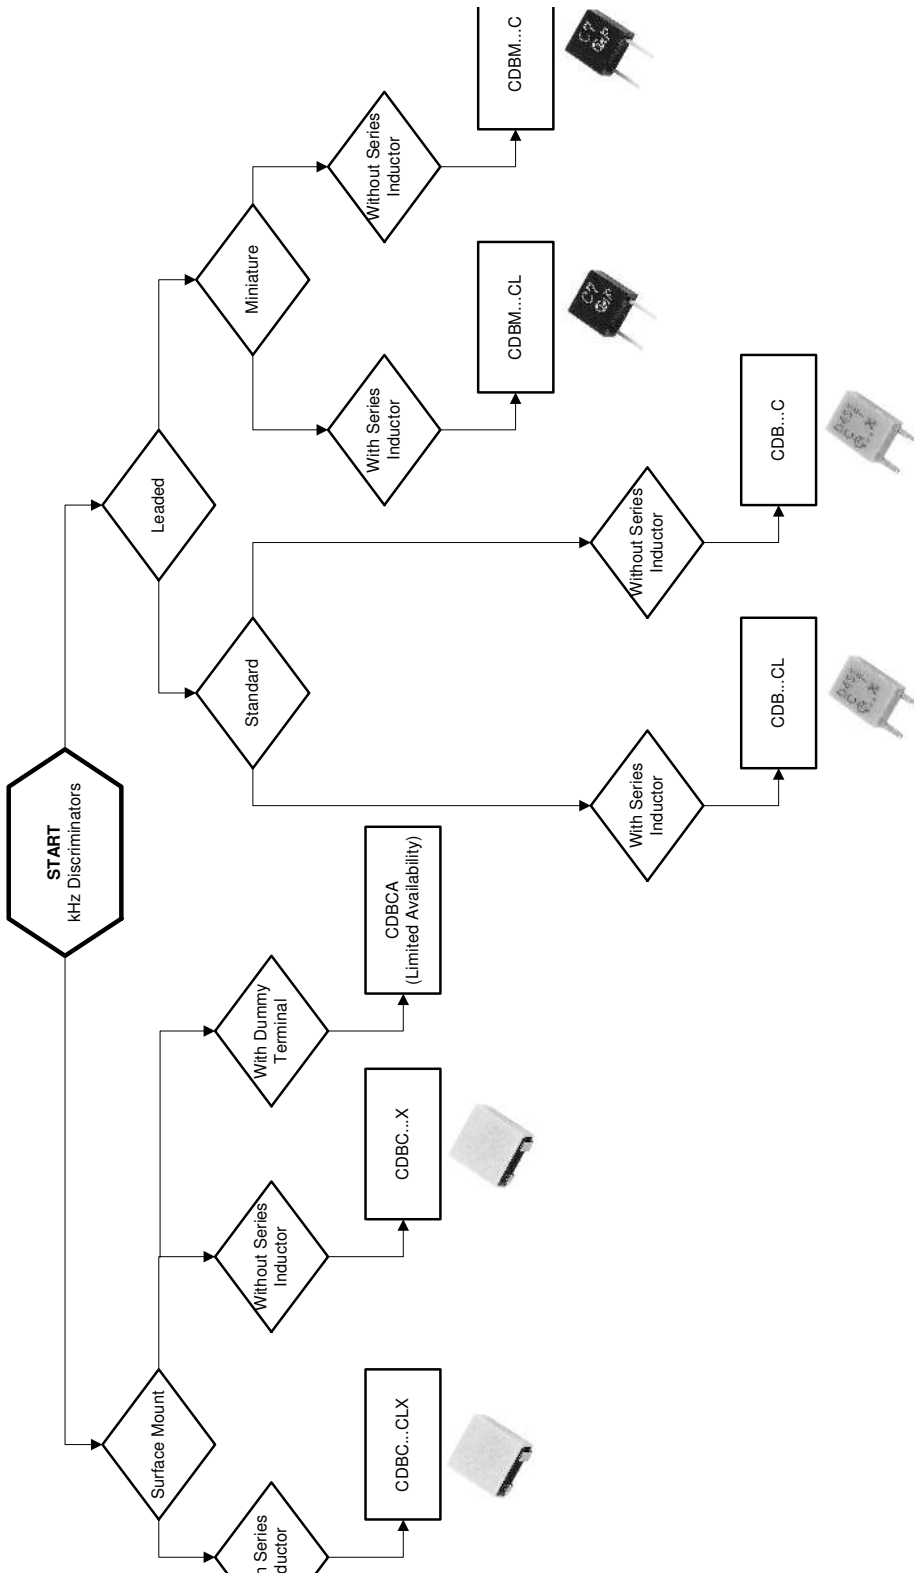 START
kHz Discriminators
Surface Mount
Leaded
Series
With Dummy
Terminal
Without Series
Inductor
Standard
Miniature
CDBC...CLX
CDBC...X
CDBCA
(Limited Availability)
With Series
Inductor
Without Series
Inductor
With Series
Inductor
Without Series
Inductor
CDB...CL
CDB...C
CDBM...CL
CDBM...C